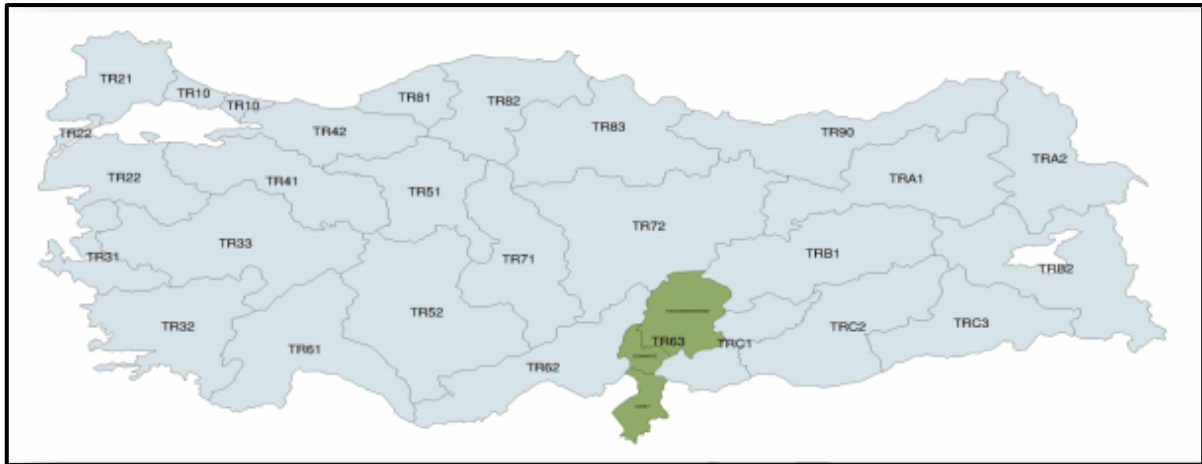 TR21
TR10
TR10
TR81
TR82
TR83
TR22
TR42
TR90
TRA2
TR22
TR41
TR51
TRA1
TR72
TR33
TR31
TR71
TRB1
TRB2
TR52
TR32
TR63
TRC1
TRC2
TRC3
TR61
TR62